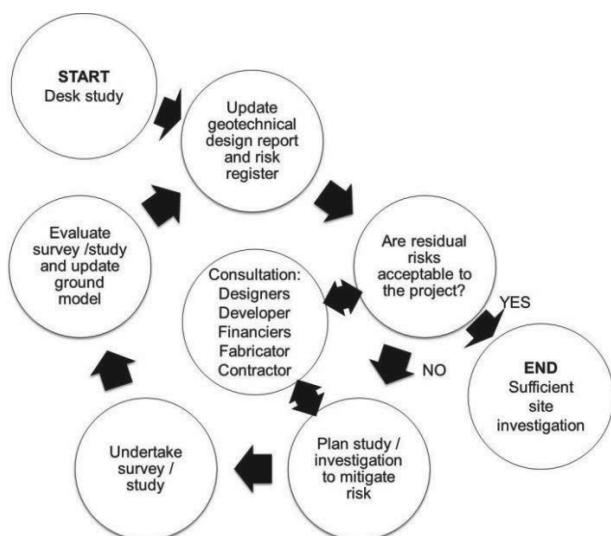 START
Desk study
Update
geotechnical
design report
and risk
register
Are residual
risks
acceptable to
the project?
YES
END
Sufficient
site
investigation
NO
Plan study /
investigation
to mitigate
risk
Consultation:
Designers
Developer
Financiers
Fabricator
Contractor
Undertake
survey /
study
Evaluate
survey /study
and update
ground
model